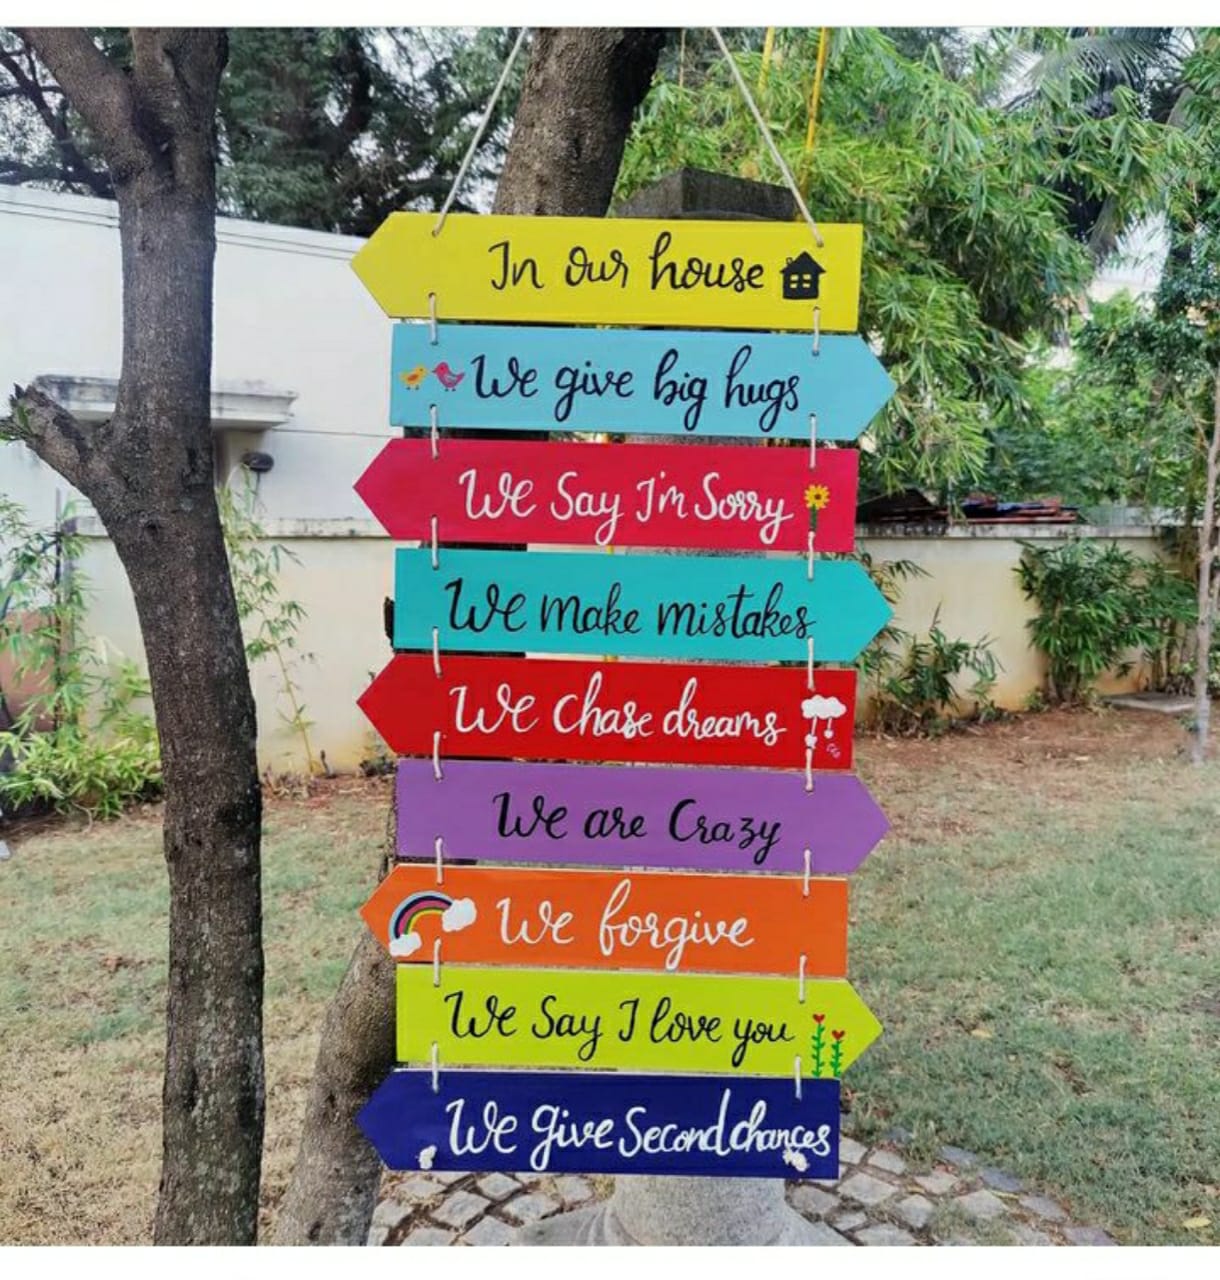 In our house
We give big hugs
We Say I'm Sorry
We make mistakes
We chase dreams
We are Crazy
We forgive
We Say I love you
We give Second chances